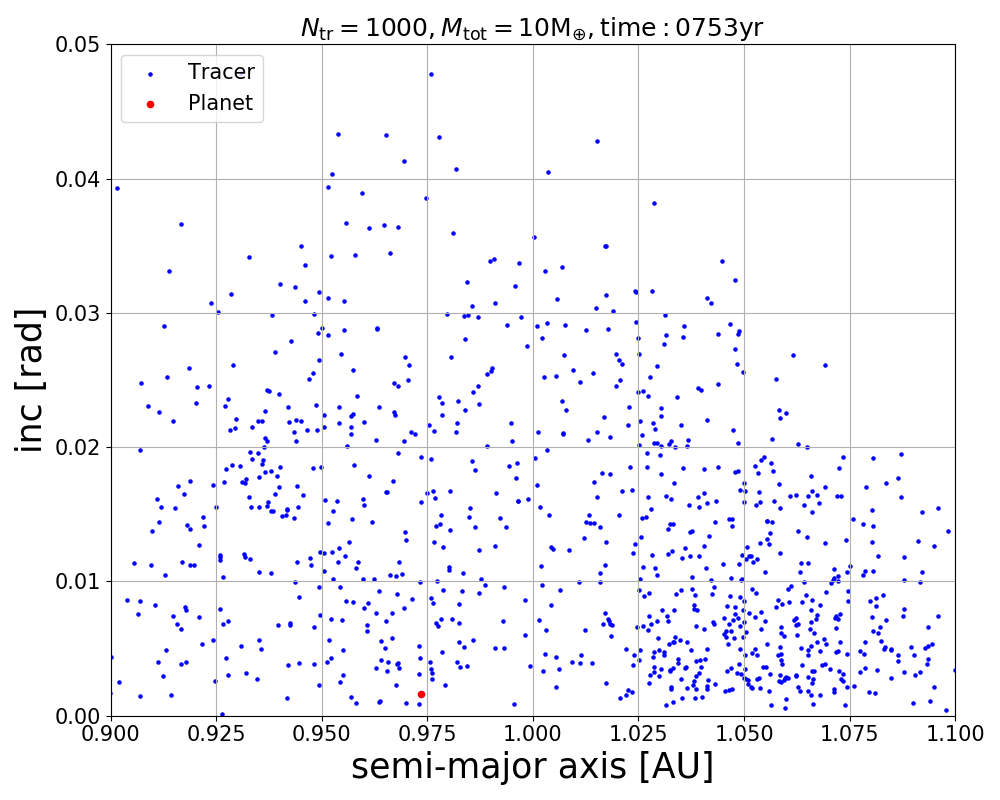 N_tr = 1000, M_tot = 10M_⊕, time : 0753yr
Tracer
Planet
0.05
0.04
0.03
0.02
0.01
0.00
inc [rad]
0.900 0.925 0.950 0.975 1.000 1.025 1.050 1.075 1.100
semi-major axis [AU]